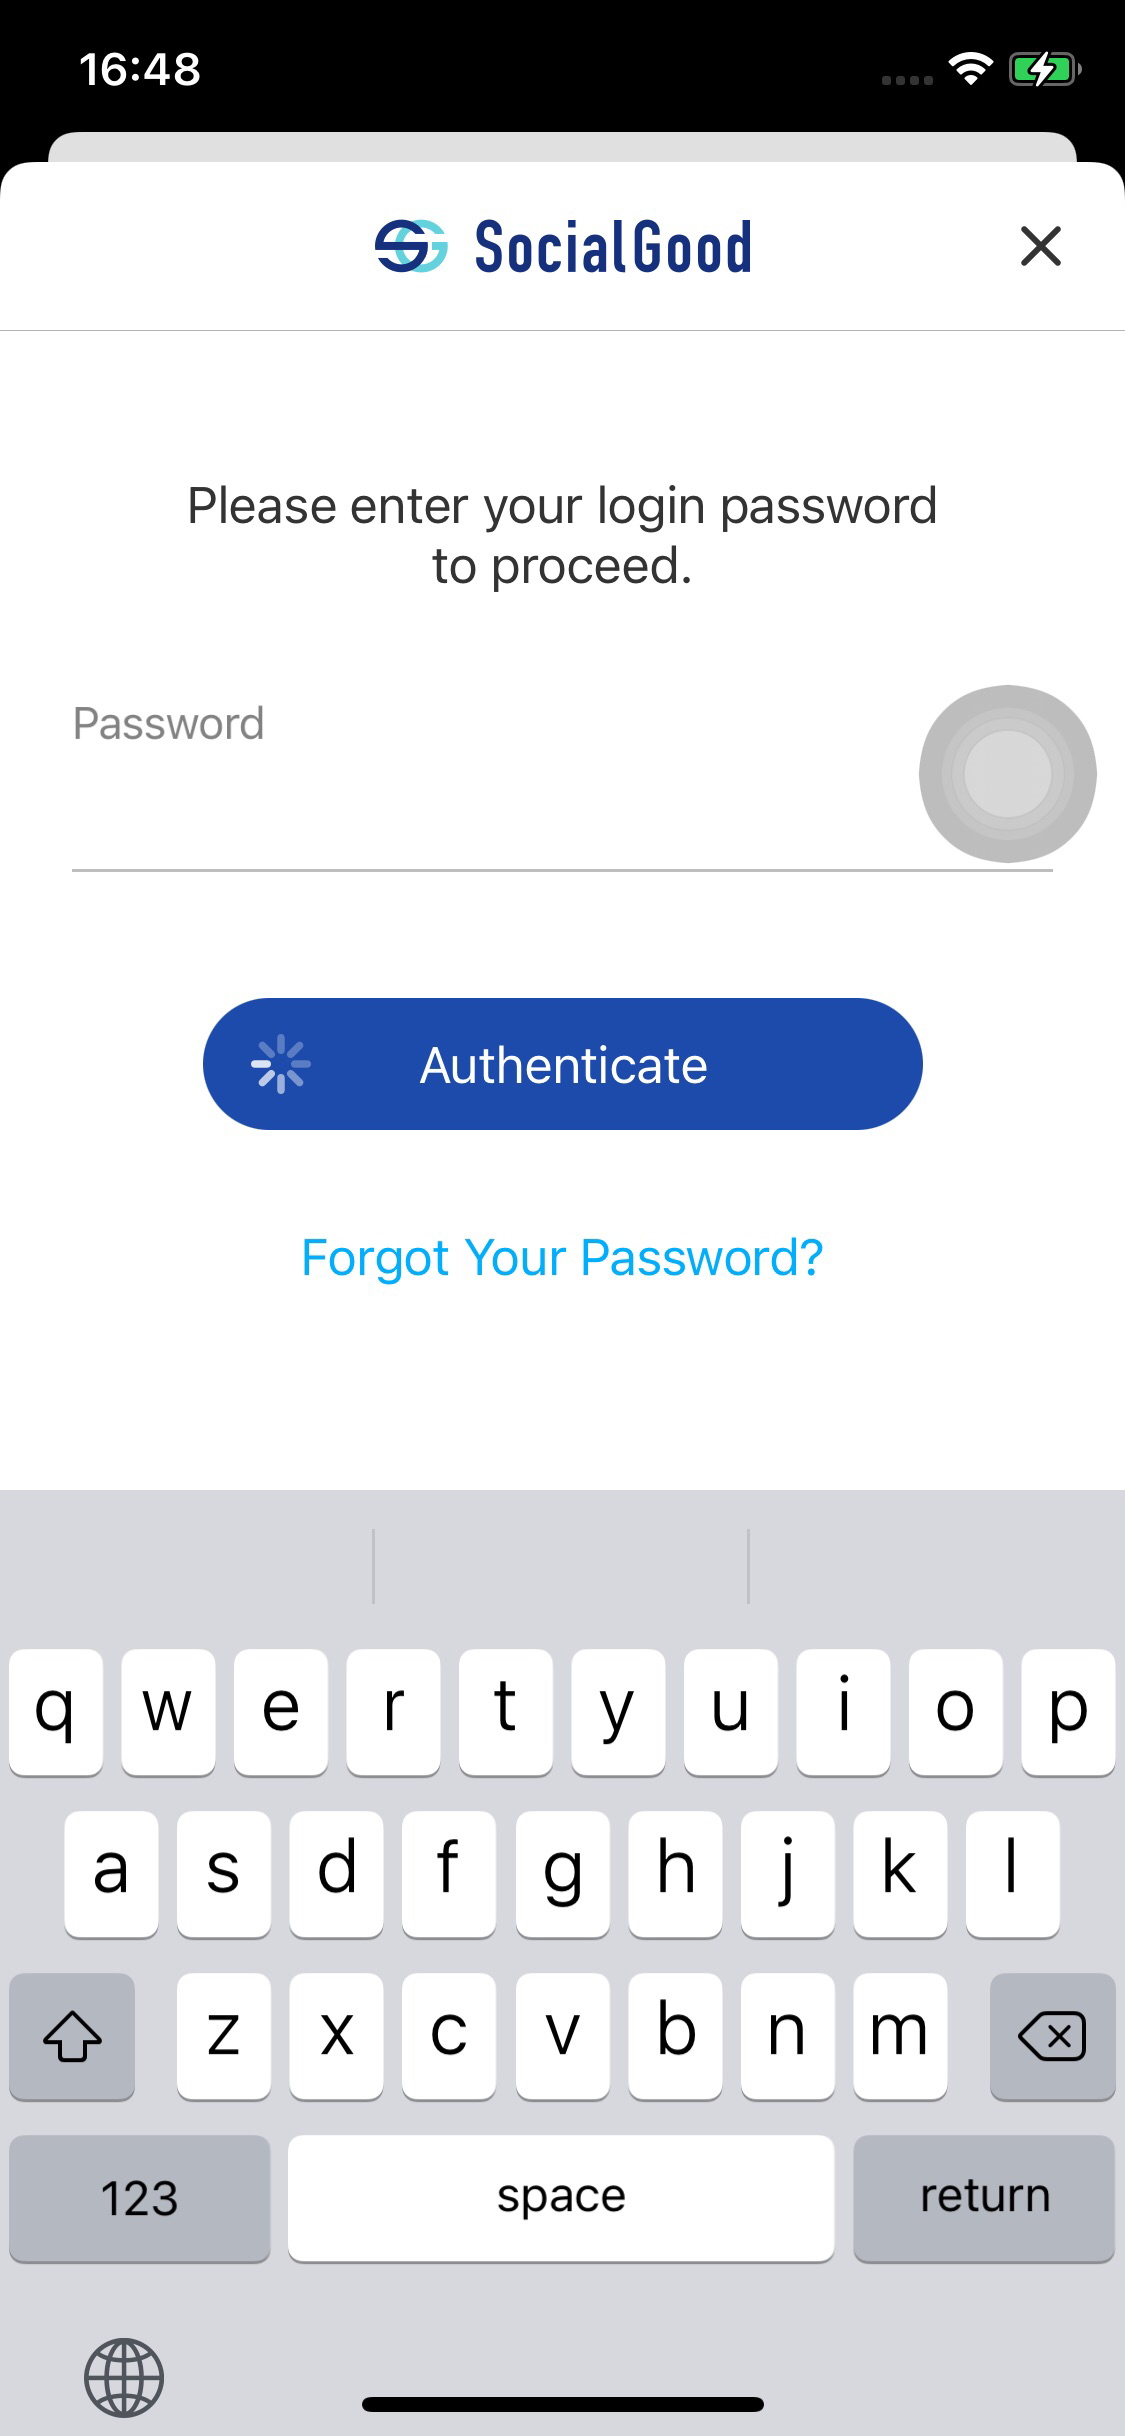 16:48
SocialGood
Please enter your login password
to proceed.
Password
Authenticate
Forgot Your Password?
q w e r t y u i o p
a s d f g h j k l
z x c v b n m
123 space return